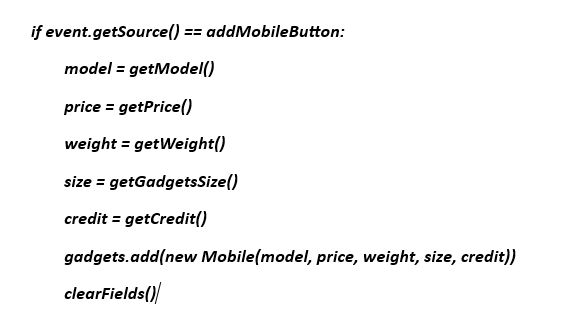 if event.getSource() == addMobileButton:
model = getModel()
price = getPrice()
weight = getWeight()
size = getGadgetsSize()
credit = getCredit()
gadgets.add(new Mobile(model, price, weight, size, credit))
clearFields()